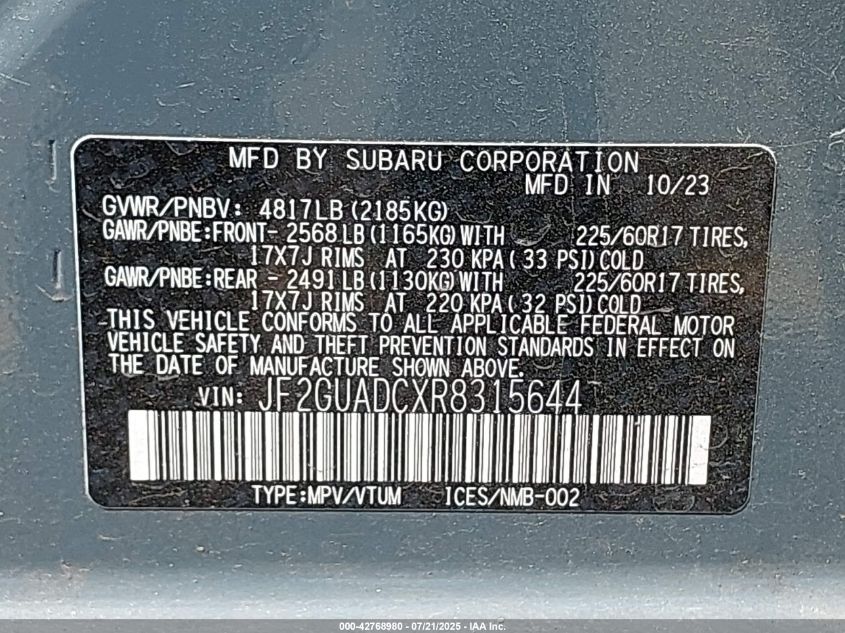 MFD BY SUBARU CORPORATION
MFD IN 10/23
GVWR/PNBV: 4817LB(2185KG)
GAWR/PNBE:FRONT- 2568LB(1165KG)WITH 225/60R17 TIRES,
17X7J RIMS AT 230 KPA( 33 PSI)COLD
GAWR/PNBE:REAR - 2491LB(1130KG)WITH 225/60R17 TIRES,
17X7J RIMS AT 220 KPA( 32 PSI)COLD
THIS VEHICLE CONFORMS TO ALL APPLICABLE FEDERAL MOTOR
VEHICLE SAFETY AND THEFT PREVENTION STANDARDS IN EFFECT ON
THE DATE OF MANUFACTURE SHOWN ABOVE.
VIN: JF2GUADCXR8315644
TYPE:MPV/VTUM ICES/NMB-002
000-42768980 - 07/21/2025 - IAA Inc.